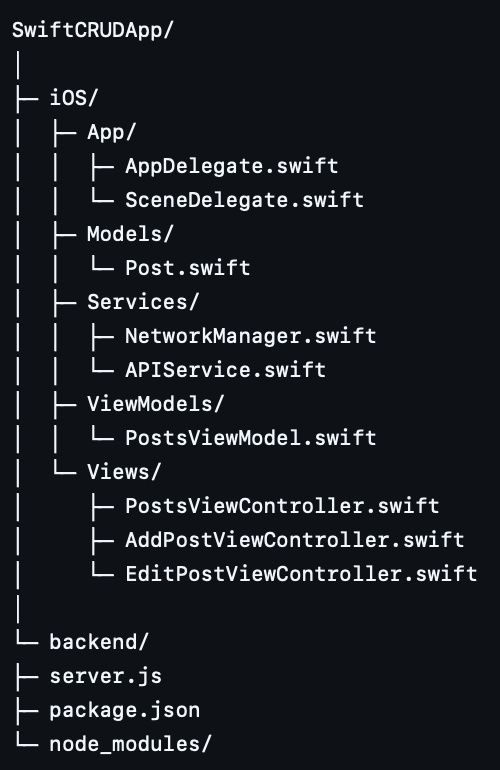 SwiftCRUDApp/
│
├─ iOS/
│  ├─ App/
│  │  ├─ AppDelegate.swift
│  │  └─ SceneDelegate.swift
│  ├─ Models/
│  │  └─ Post.swift
│  ├─ Services/
│  │  ├─ NetworkManager.swift
│  │  └─ APIService.swift
│  ├─ ViewModels/
│  │  └─ PostsViewModel.swift
│  └─ Views/
│     ├─ PostsViewController.swift
│     ├─ AddPostViewController.swift
│     └─ EditPostViewController.swift
│
└─ backend/
├─ server.js
├─ package.json
└─ node_modules/